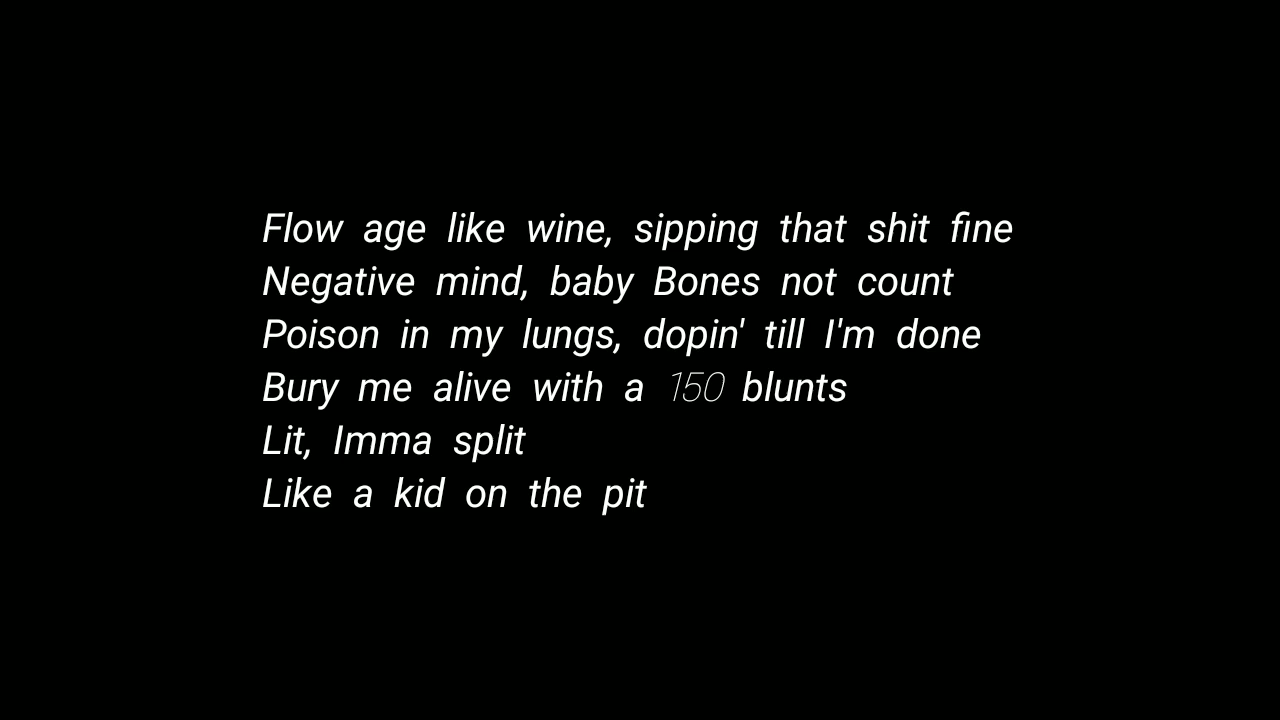 Flow age like wine, sipping that shit fine
Negative mind, baby Bones not count
Poison in my lungs, dopin' till I'm done
Bury me alive with a 150 blunts
Lit, Imma split
Like a kid on the pit